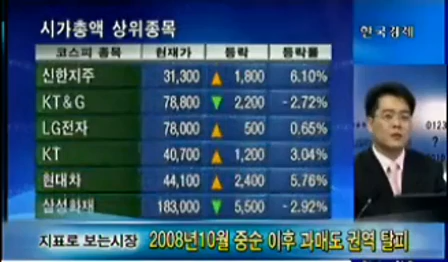 시가총액 상위종목
한국경제
코스피 종목 현재가 등락 등락률
신한지주 31,300 ▲ 1,800 6.10%
KT&G 78,800 ▼ 2,200 -2.72%
LG전자 78,000 ▲ 500 0.65%
KT 40,700 ▲ 1,200 3.04%
현대차 44,100 ▲ 2,400 5.76%
삼성화재 183,000 ▼ 5,500 -2.92%
0123
?
지표로 보는시장 2008년10월 중순 이후 과매도 권역 탈피